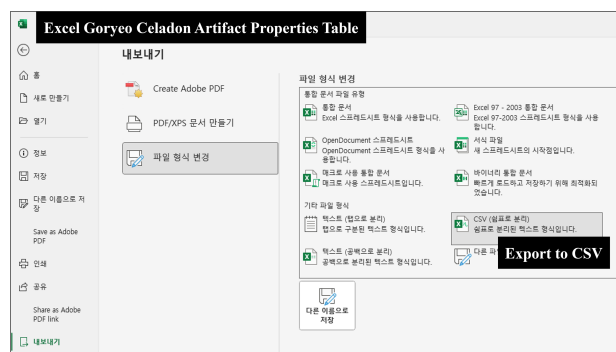 Excel Goryeo Celadon Artifact Properties Table
내보내기
홈
새로 만들기
열기
정보
저장
다른 이름으로 저
장
Save as Adobe
PDF
인쇄
공유
Share as Adobe
PDF link
내보내기
Create Adobe PDF
PDF/XPS 문서 만들기
파일 형식 변경
파일 형식 변경
통합 문서 파일 유형
통합 문서
Excel 스프레드시트 형식을 사용합니다.
Excel 97 - 2003 통합 문서
Excel 97-2003 스프레드시트 형식을 사용
합니다.
OpenDocument 스프레드시트
OpenDocument 스프레드시트 형식을 사
용합니다.
서식 파일
새 스프레드시트의 시작점입니다.
매크로 사용 통합 문서
매크로 사용 스프레드시트입니다.
바이너리 통합 문서
빠르게 로드하고 저장하기 위해 최적화되
었습니다.
기타 파일 형식
텍스트 (탭으로 분리)
탭으로 구분된 텍스트 형식입니다.
CSV (쉼표로 분리)
쉼표로 분리된 텍스트 형식입니다.
텍스트 (공백으로 분리)
공백으로 분리된 텍스트 형식입니다.
다른 파
Export to CSV
다른 이름으로
저장